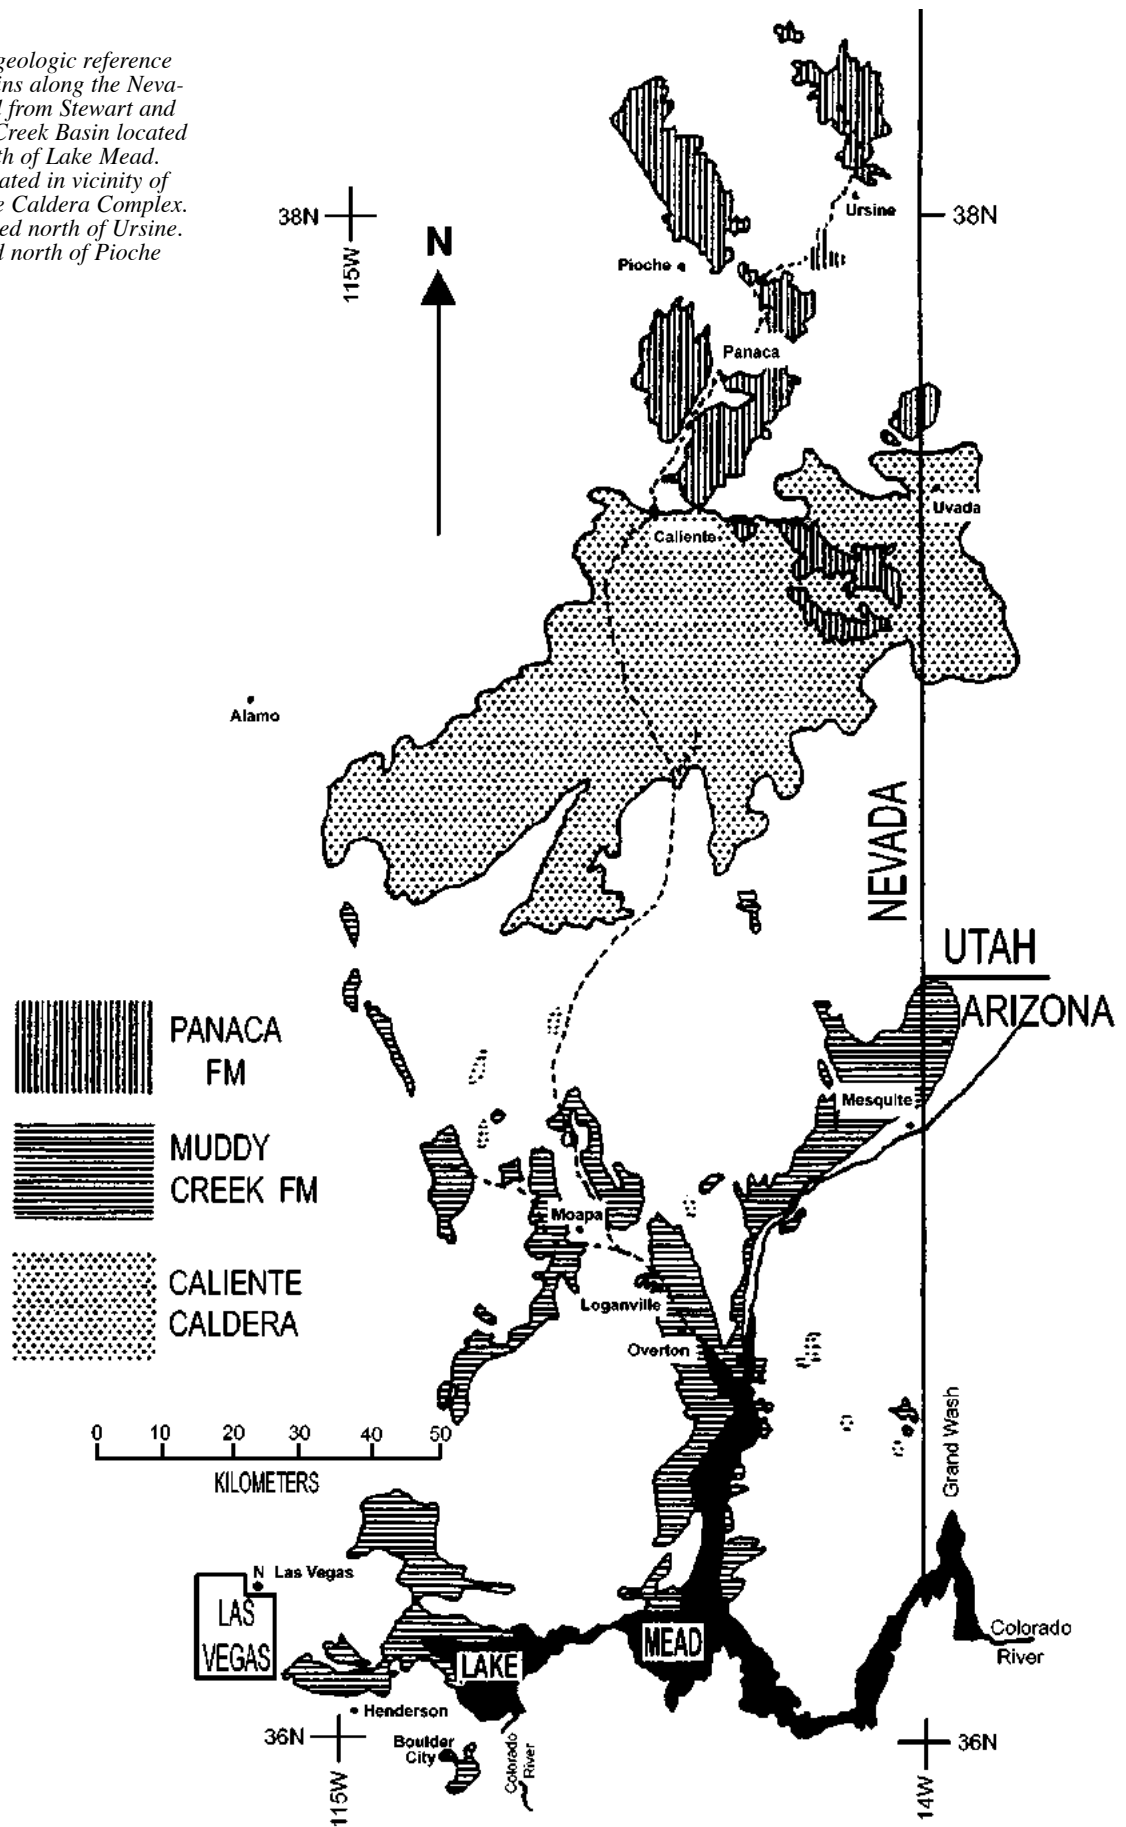 geologic reference
ins along the Neva-
l from Stewart and
Creek Basin located
th of Lake Mead.
ated in vicinity of
e Caldera Complex.
ed north of Ursine.
d north of Pioche
38N
115W
N
Ursine
38N
Pioche
Panaca
Uvada
Caliente
Alamo
NEVADA
UTAH
ARIZONA
PANACA
FM
Mesquite
MUDDY
CREEK FM
Moapa
CALIENTE
CALDERA
Loganville
Overton
0 10 20 30 40 50
KILOMETERS
Grand Wash
N Las Vegas
LAS
VEGAS
MEAD
LAKE
Colorado
River
Henderson
36N
Boulder
City
Colorado
River
36N
115W
14W